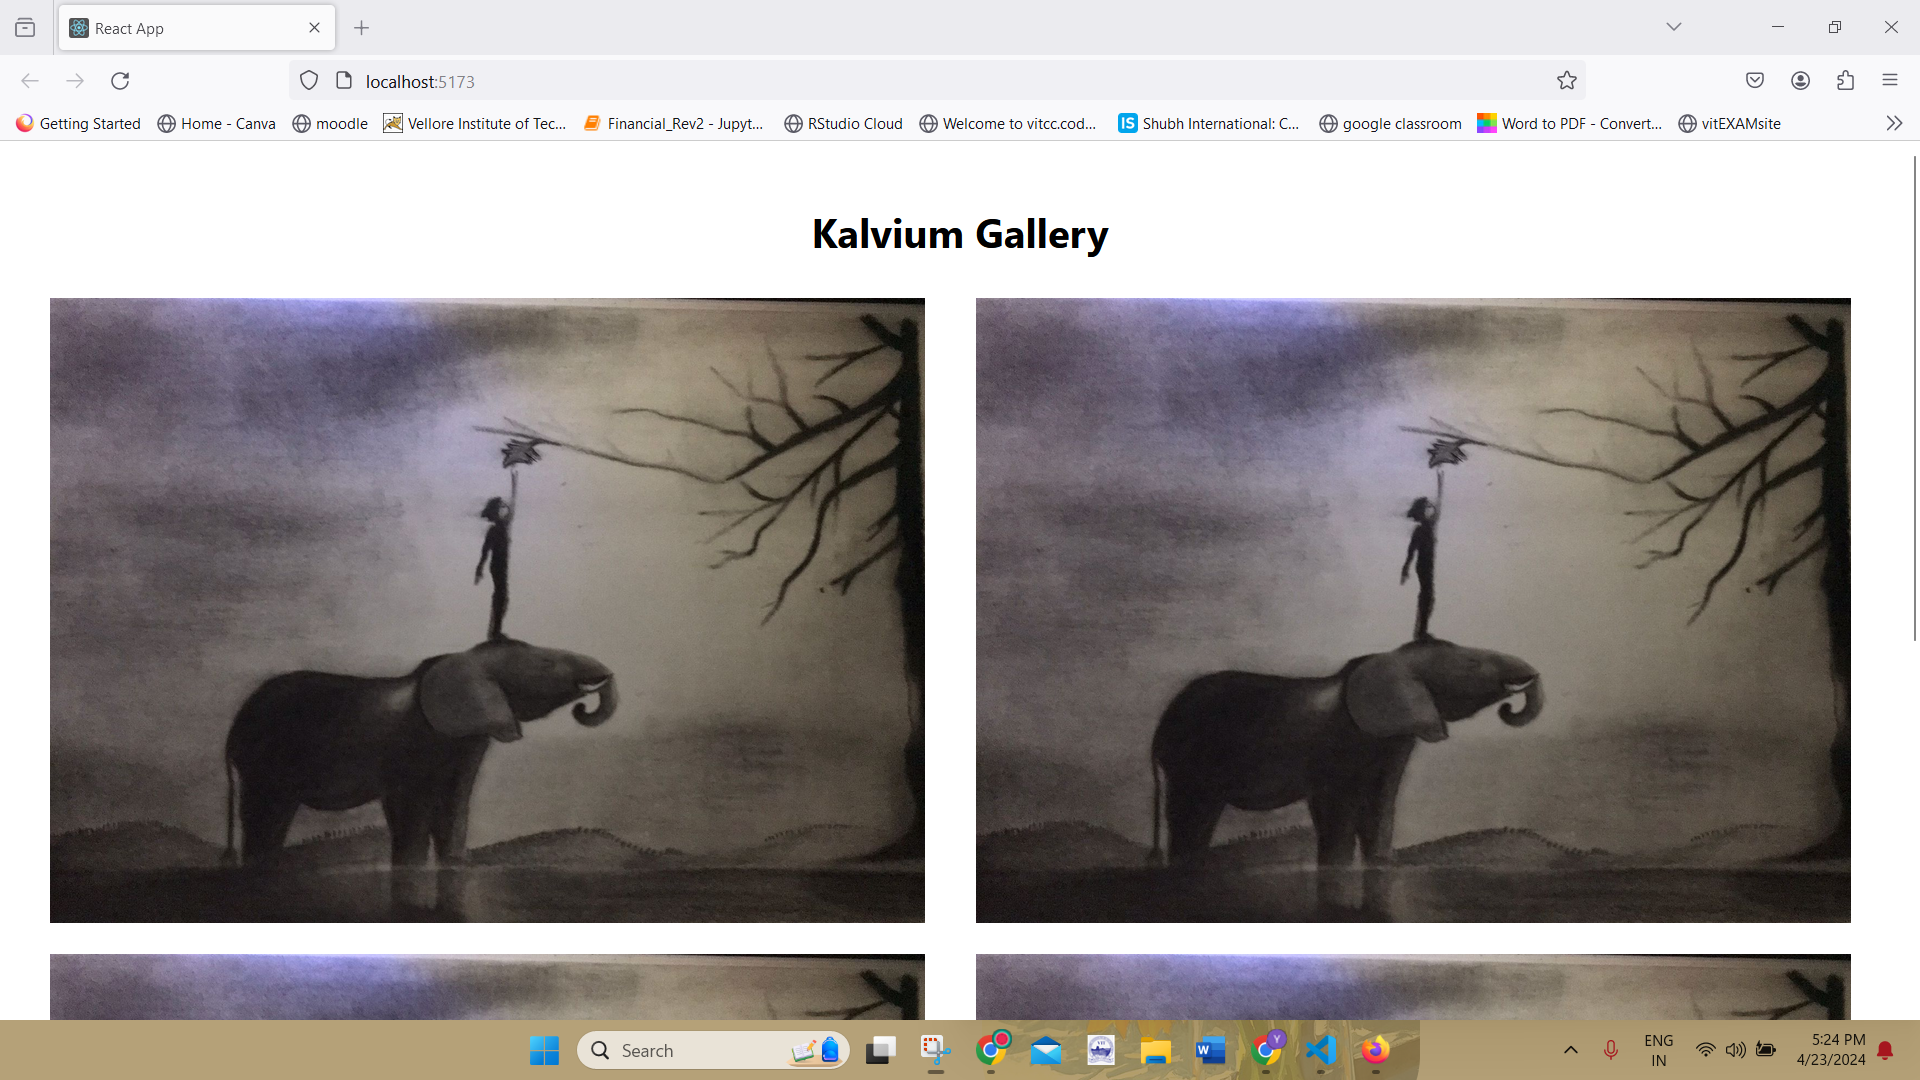 React App
localhost:5173
Getting Started
Home - Canva
moodle
Vellore Institute of Tec...
Financial_Rev2 - Jupyt...
RStudio Cloud
Welcome to vitcc.cod...
IS
Shubh International: C...
google classroom
Word to PDF - Convert...
vitEXAMsite
Kalvium Gallery
Search
W
Y
ENG
IN
5:24 PM
4/23/2024